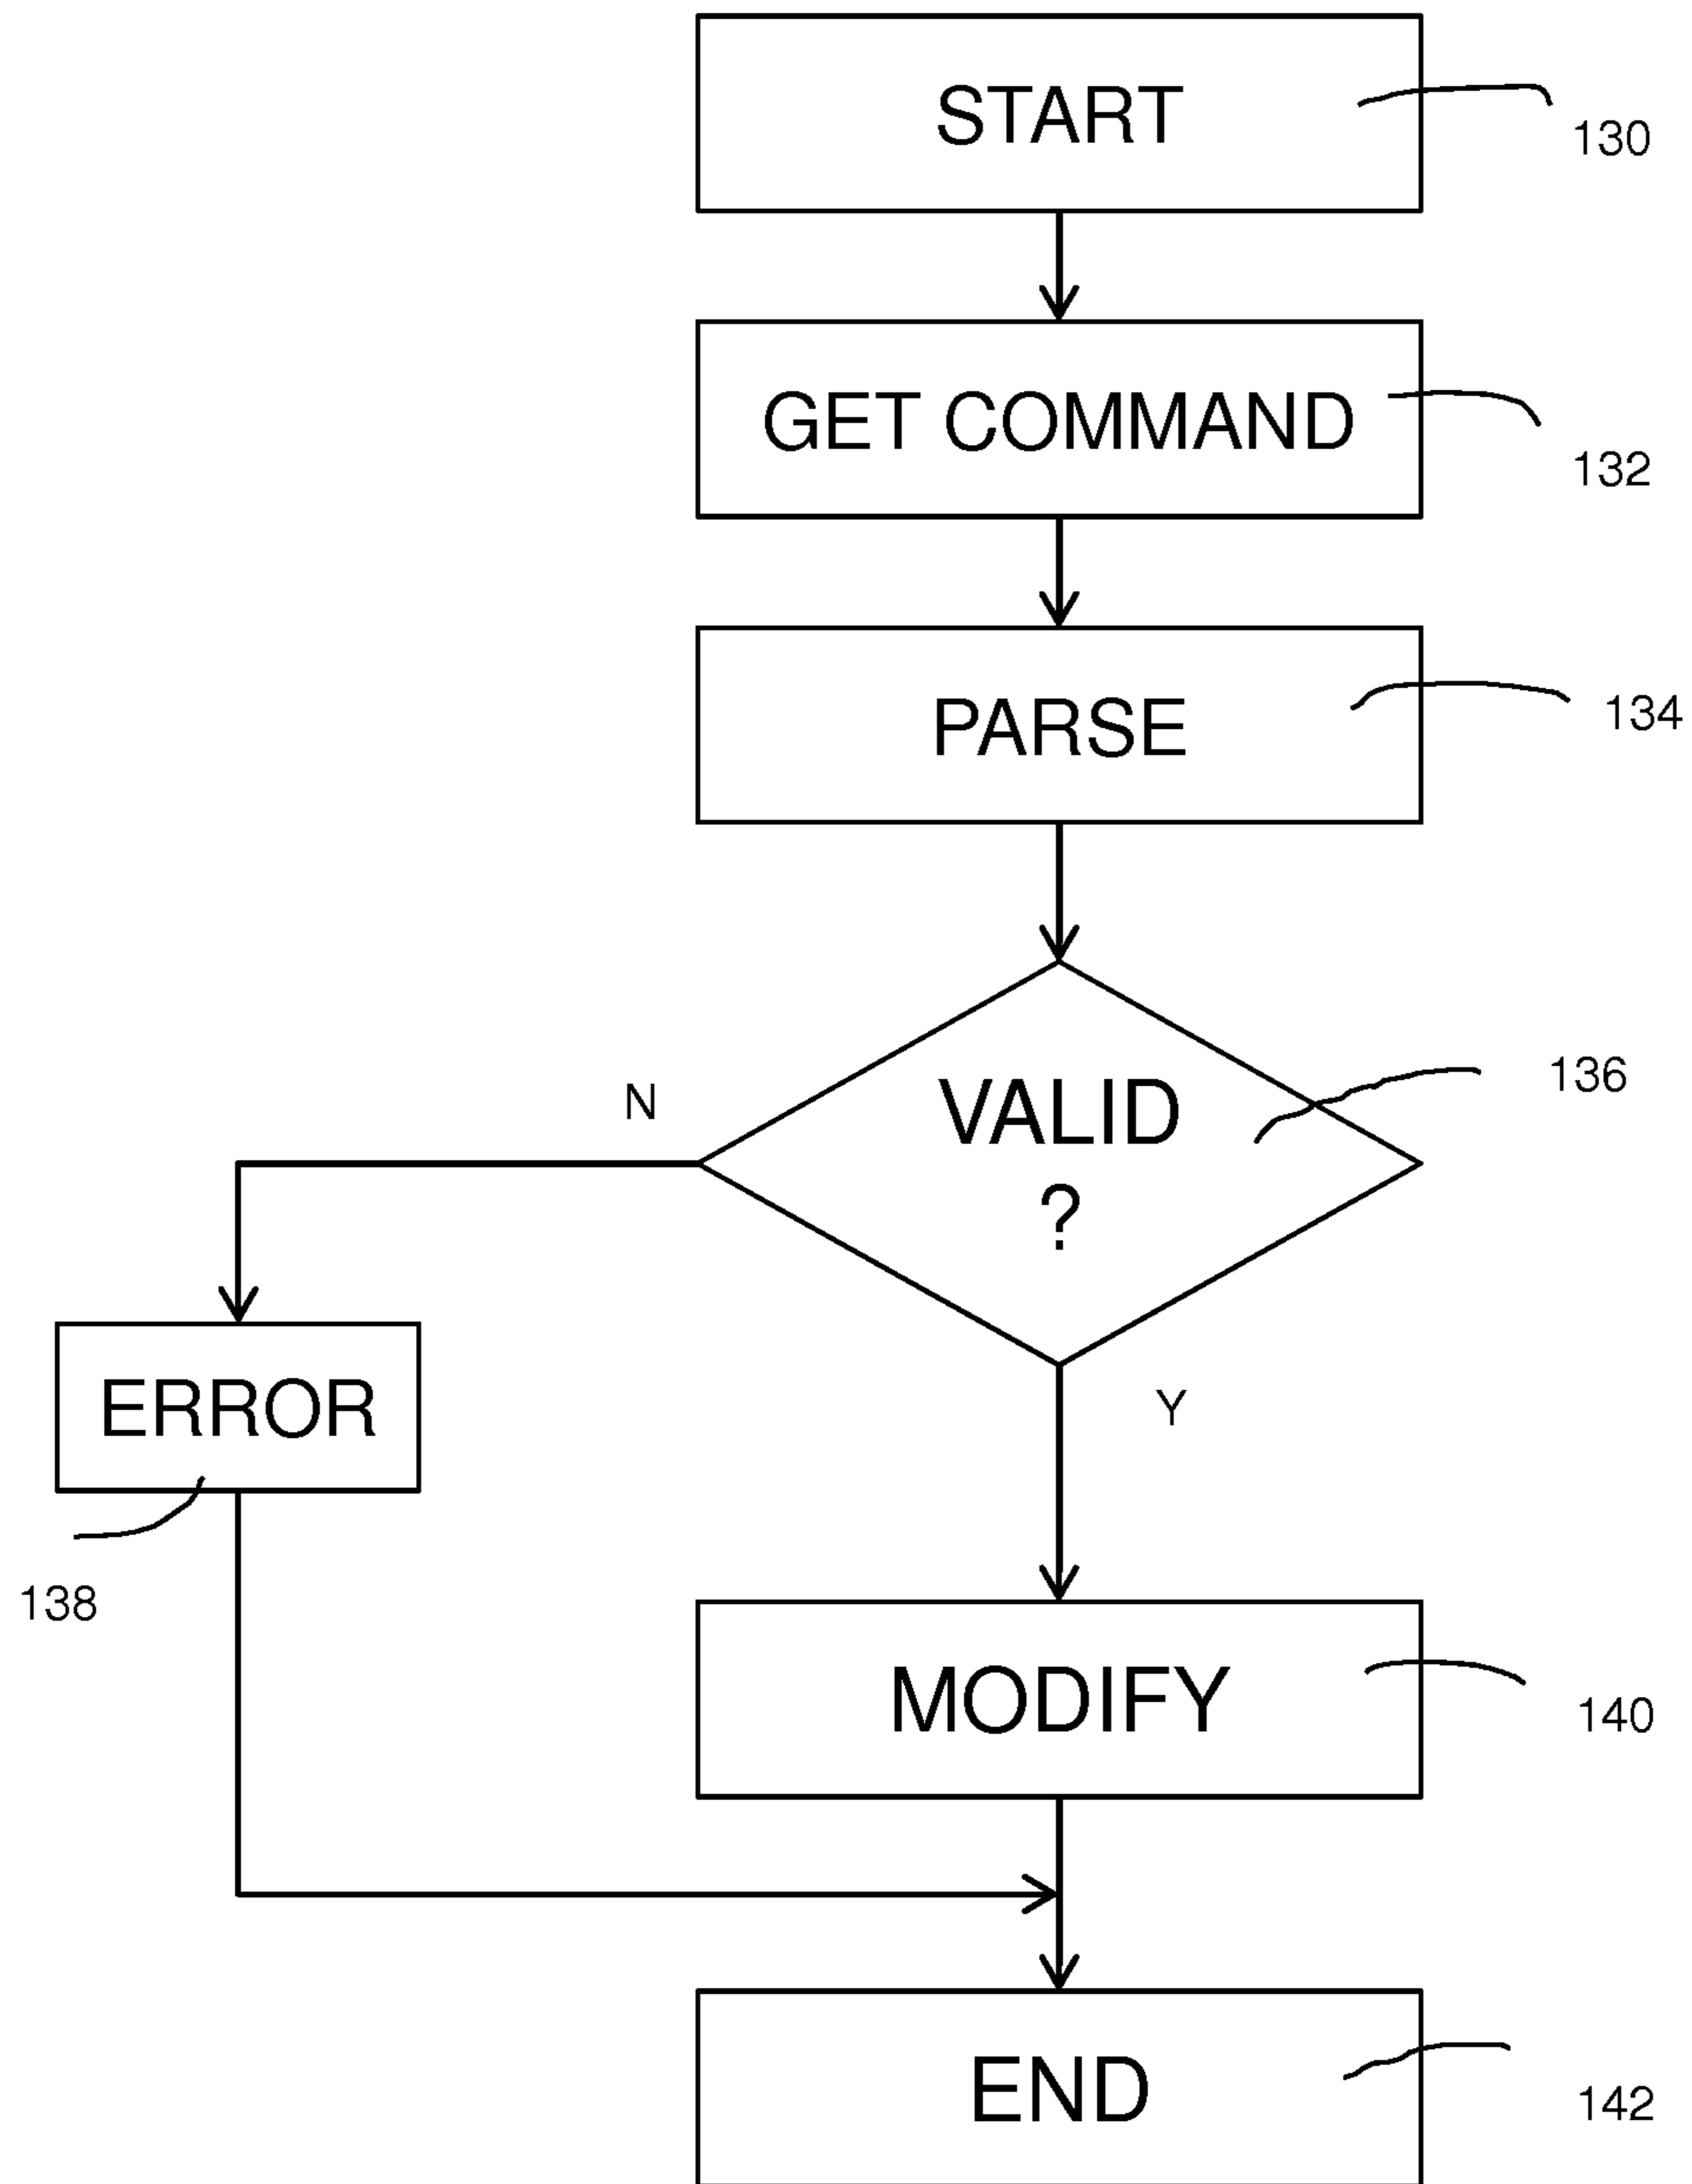 START
130
GET COMMAND
132
PARSE
134
VALID
?
136
N
Y
ERROR
138
MODIFY
140
END
142